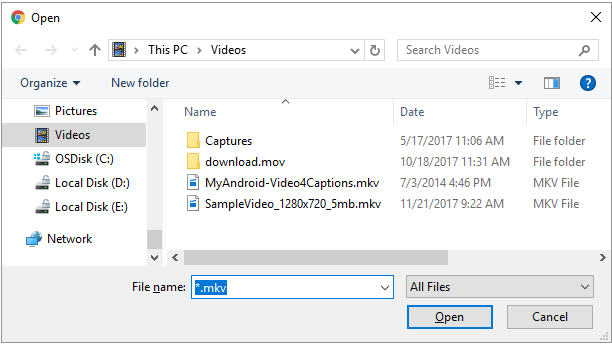 Open
This PC > Videos
Search Videos
Organize New folder
Name Date Type
Pictures
Videos
OSDisk (C:)
Local Disk (D:)
Local Disk (E:)
Network
Captures 5/17/2017 11:06 AM File folder
download.mov 10/18/2017 11:31 AM File folder
MyAndroid-Video4Captions.mkv 7/3/2014 4:46 PM MKV File
SampleVideo_1280x720_5mb.mkv 11/21/2017 9:22 AM MKV File
File name: *.mkv All Files
Open Cancel